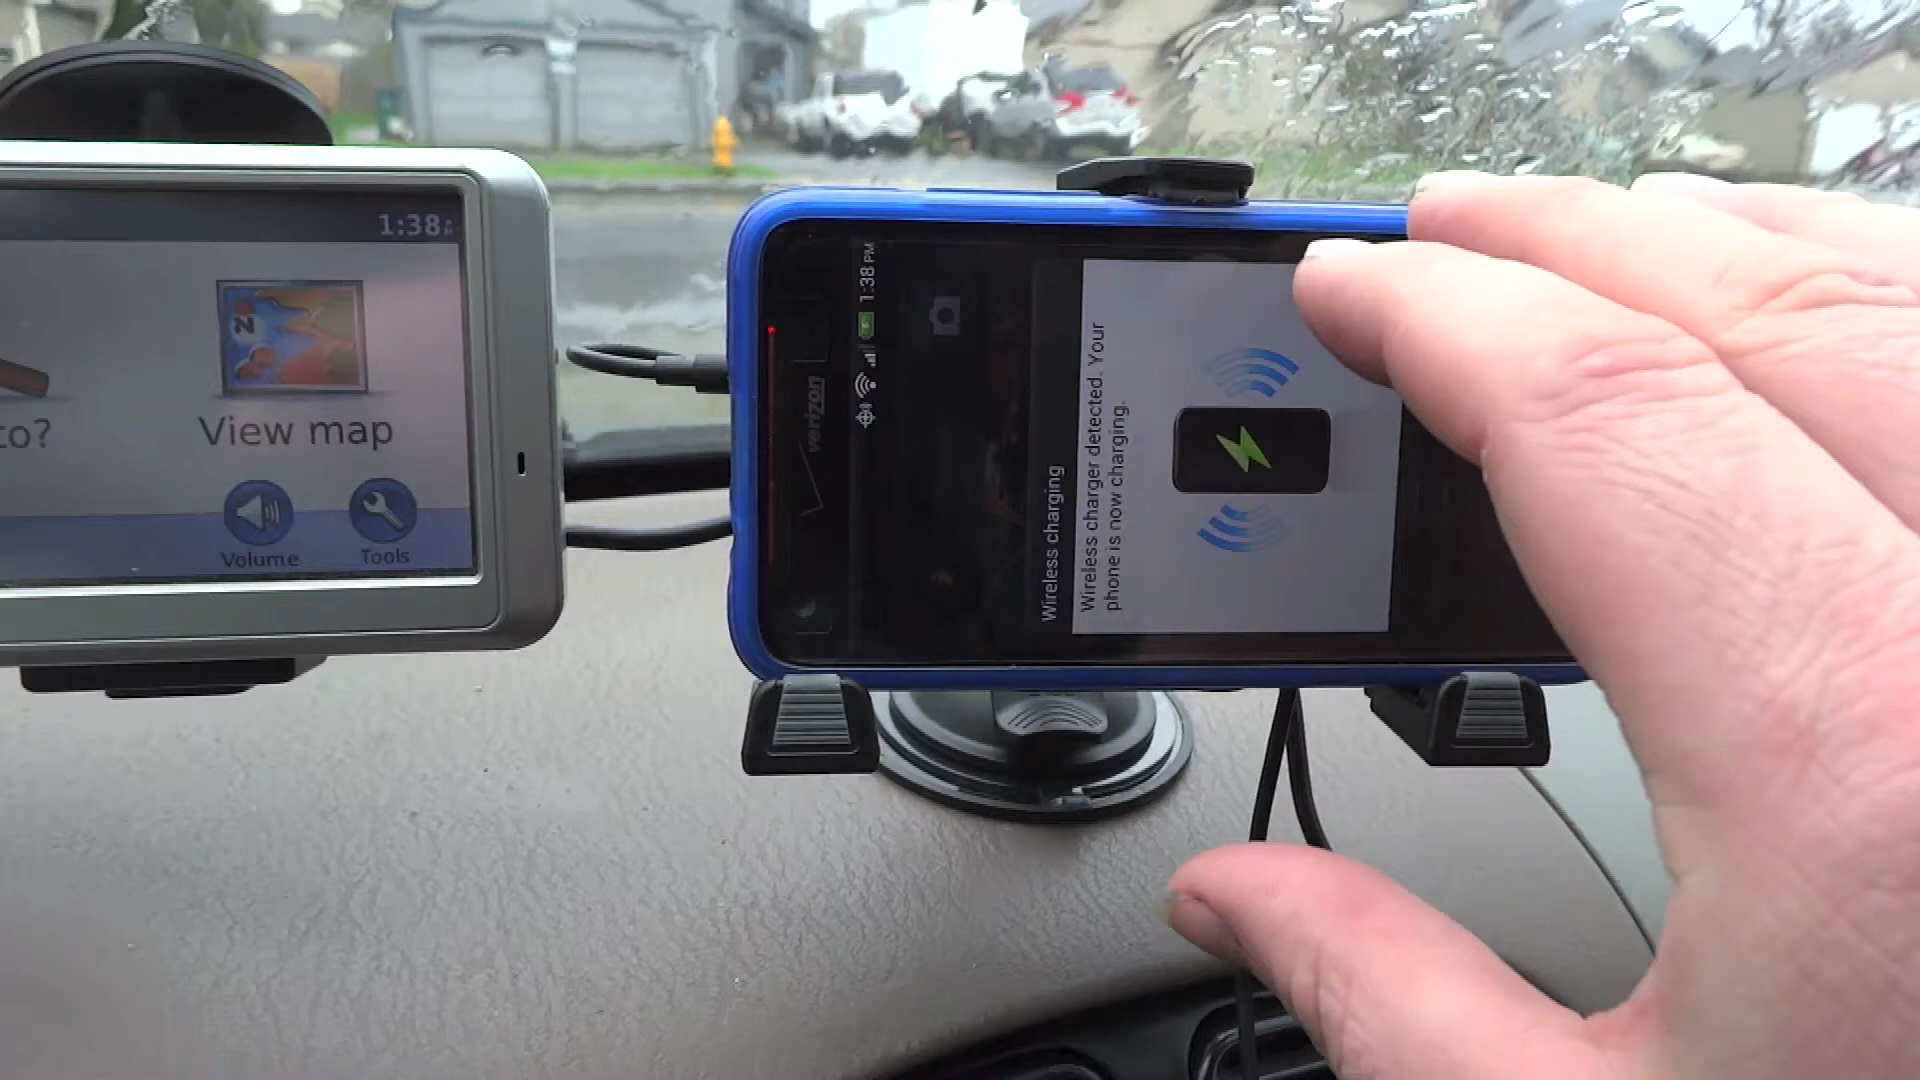 1:38
to?
View map
Volume
Tools
verizon
1:38 PM
Wireless charging
Wireless charger detected. Your
phone is now charging.